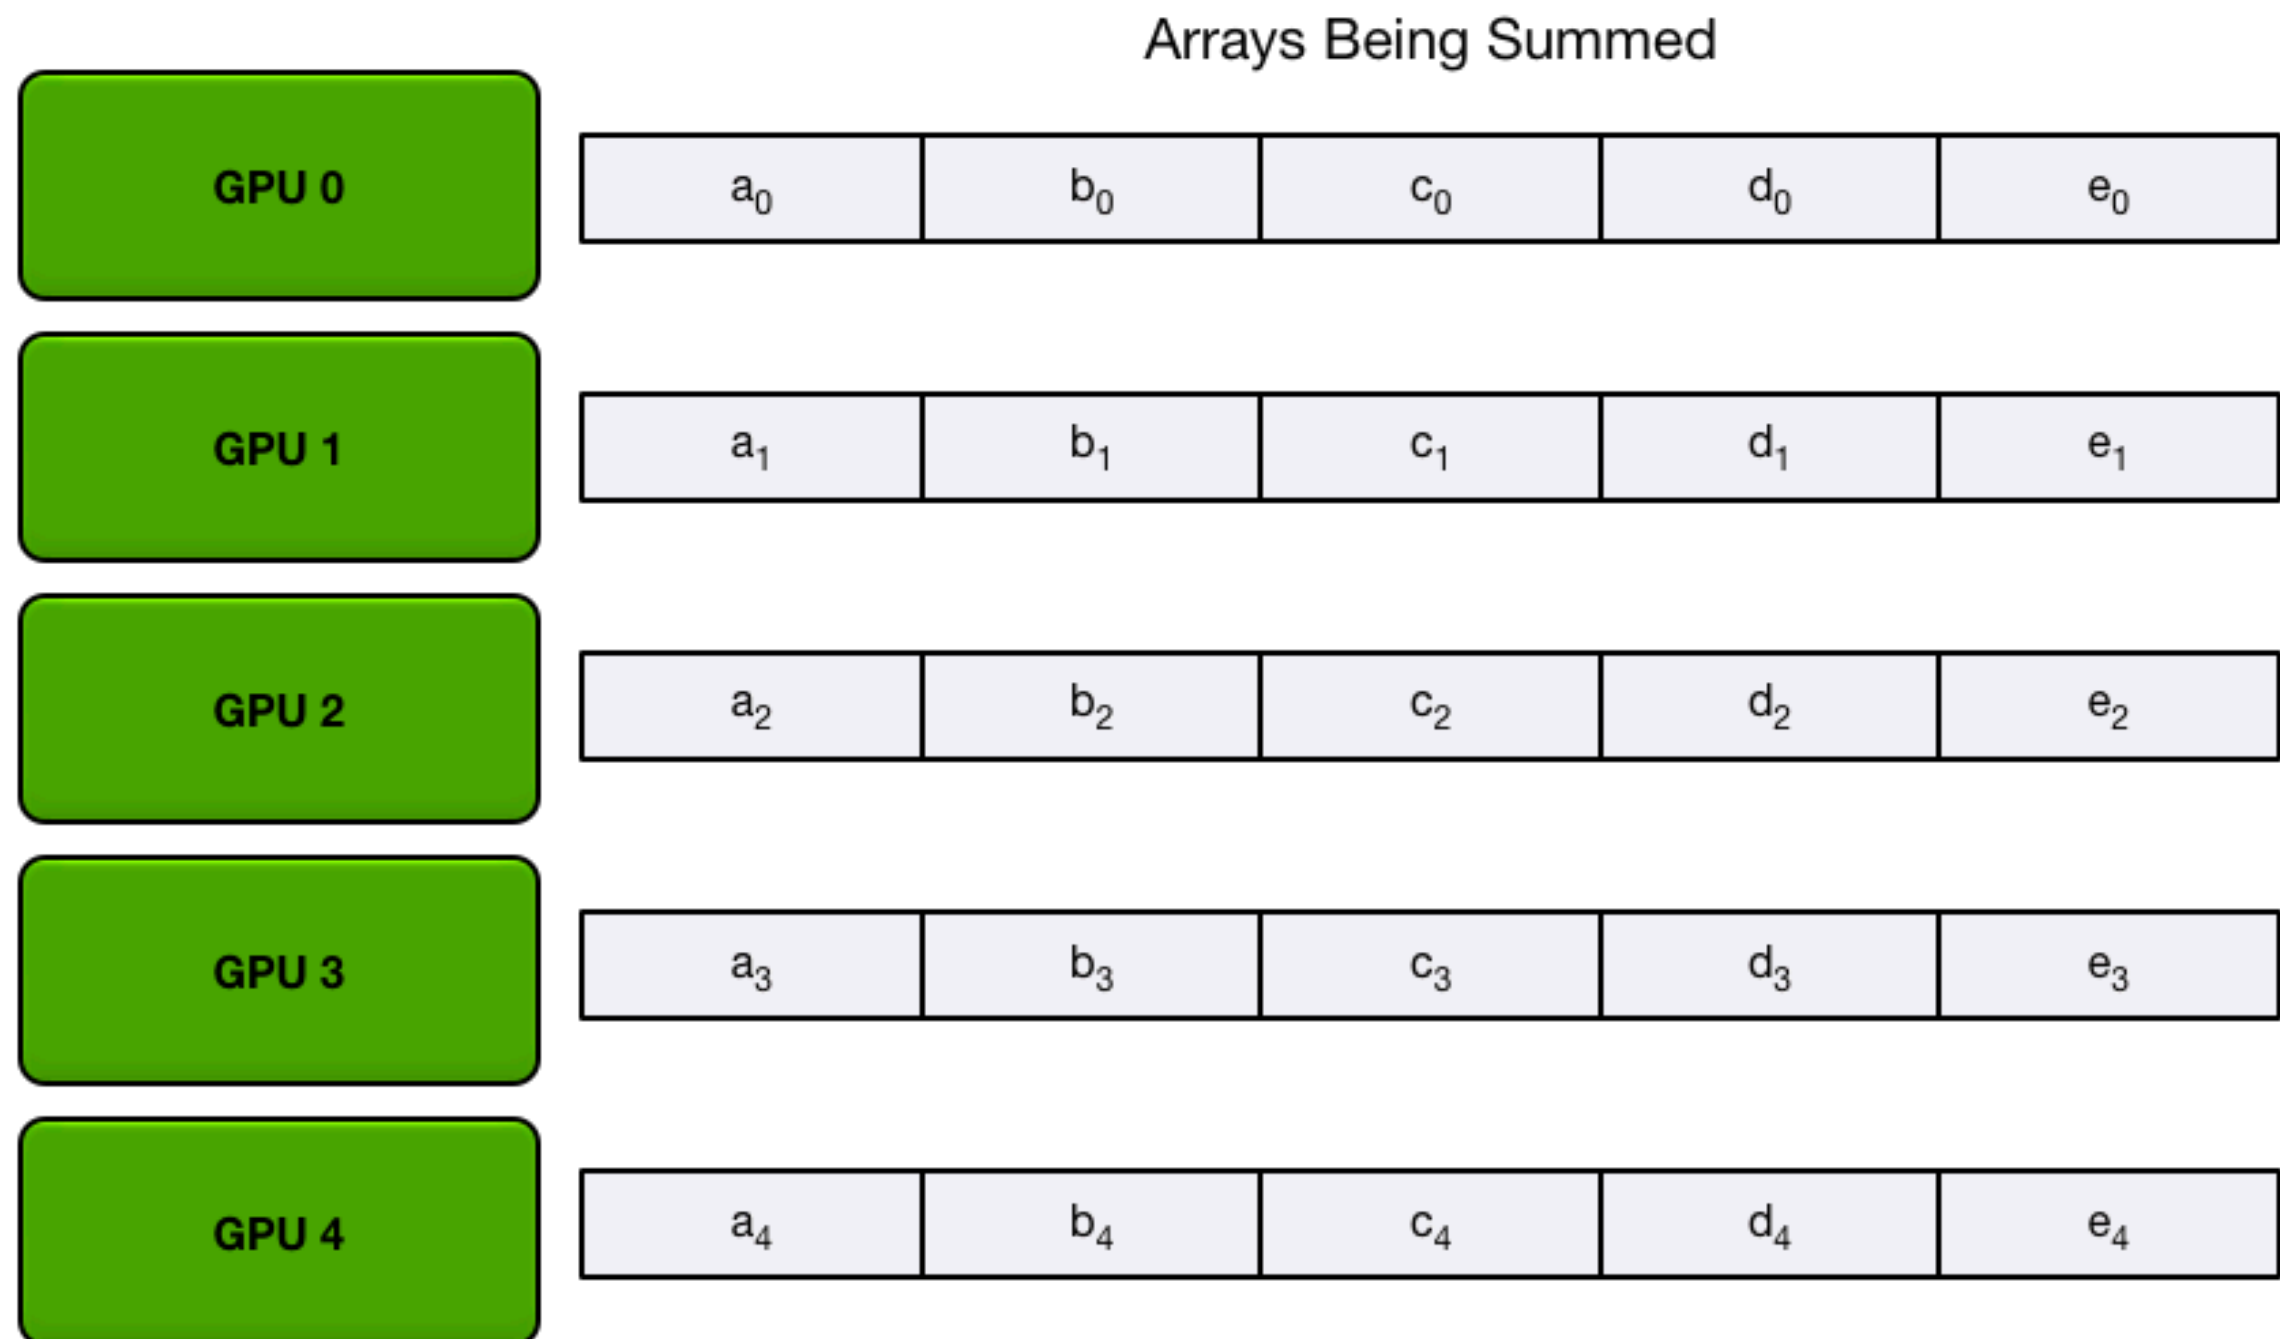 Arrays Being Summed
GPU 0
a₀ b₀ c₀ d₀ e₀
GPU 1
a₁ b₁ c₁ d₁ e₁
GPU 2
a₂ b₂ c₂ d₂ e₂
GPU 3
a₃ b₃ c₃ d₃ e₃
GPU 4
a₄ b₄ c₄ d₄ e₄